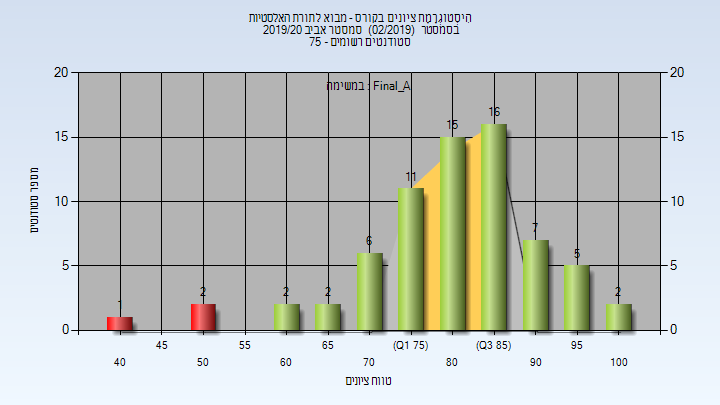 היסטוגרמת ציונים בקורס - מבוא לתורת האלסטיות
בסמסטר (02/2019) סמסטר אביב 2019/20
סטודנטים רשומים - 75
במשימה : Final_A
מספר סטודנטים
20 20
15 15
10 10
5 5
0 0
1 2 2 2 6 11 15 16 7 5 2
45 55 65 (Q1 75) (Q3 85) 95
40 50 60 70 80 90 100
טווח ציונים